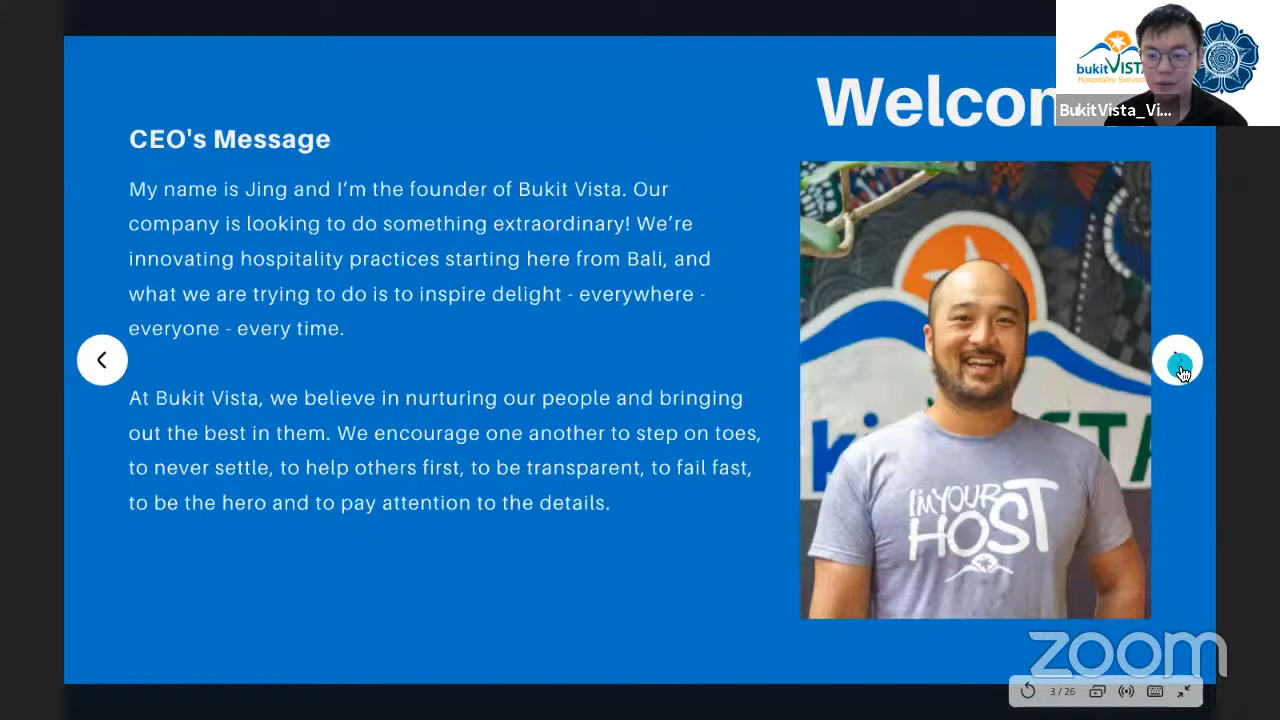 Welcom
CEO's Message
My name is Jing and I’m the founder of Bukit Vista. Our
company is looking to do something extraordinary! We’re
innovating hospitality practices starting here from Bali, and
what we are trying to do is to inspire delight - everywhere -
everyone - every time.
At Bukit Vista, we believe in nurturing our people and bringing
out the best in them. We encourage one another to step on toes,
to never settle, to help others first, to be transparent, to fail fast,
to be the hero and to pay attention to the details.
bukitVISTA
Hospitality Service
BukitVista_Vi...
I'M YOUR
HOST
zoom
3 / 26